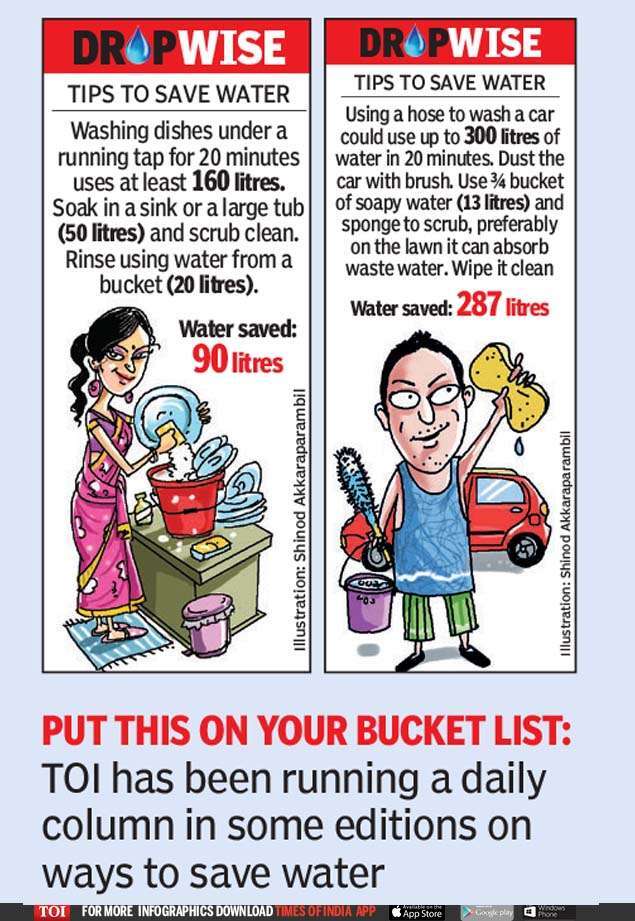 DROPWISE
TIPS TO SAVE WATER
Washing dishes under a
running tap for 20 minutes
uses at least 160 litres.
Soak in a sink or a large tub
(50 litres) and scrub clean.
Rinse using water from a
bucket (20 litres).
Water saved:
90 litres
Illustration: Shinod Akkaraparambil
DROPWISE
TIPS TO SAVE WATER
Using a hose to wash a car
could use up to 300 litres of
water in 20 minutes. Dust the
car with brush. Use ¾ bucket
of soapy water (13 litres) and
sponge to scrub, preferably
on the lawn it can absorb
waste water. Wipe it clean
Water saved: 287 litres
Illustration: Shinod Akkaraparambil
PUT THIS ON YOUR BUCKET LIST:
TOI has been running a daily
column in some editions on
ways to save water
TOI FOR MORE INFOGRAPHICS DOWNLOAD TIMES OF INDIA APP
Available on the
App Store
Google play
Windows
Phone